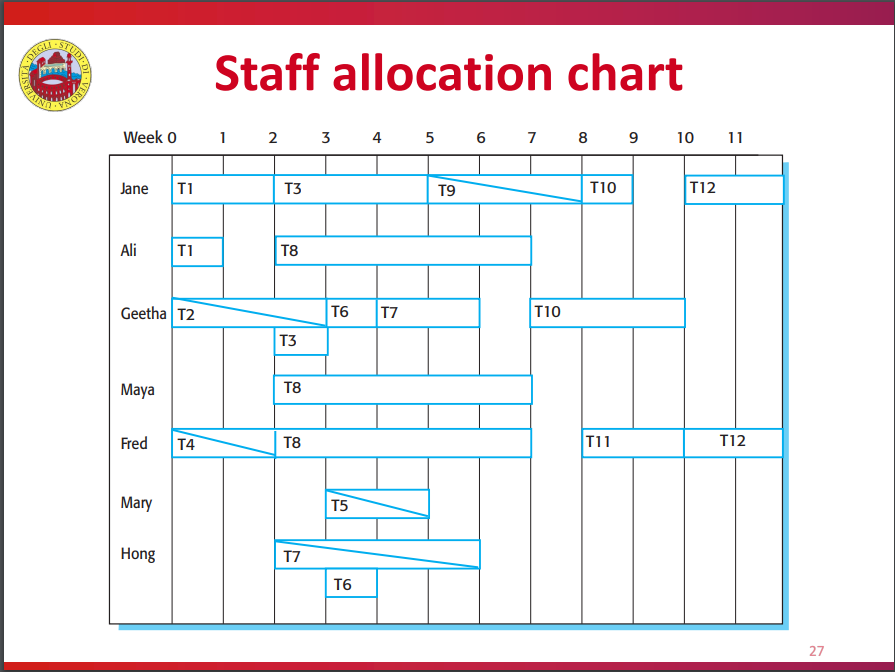 UNIVERSITÀ DEGLI STUDI DI VERONA
Staff allocation chart
Week 0 1 2 3 4 5 6 7 8 9 10 11
Jane T1 T3 T9 T10 T12
Ali T1 T8
Geetha T2 T6 T7 T10
T3
Maya T8
Fred T4 T8 T11 T12
Mary T5
Hong T7
T6
27